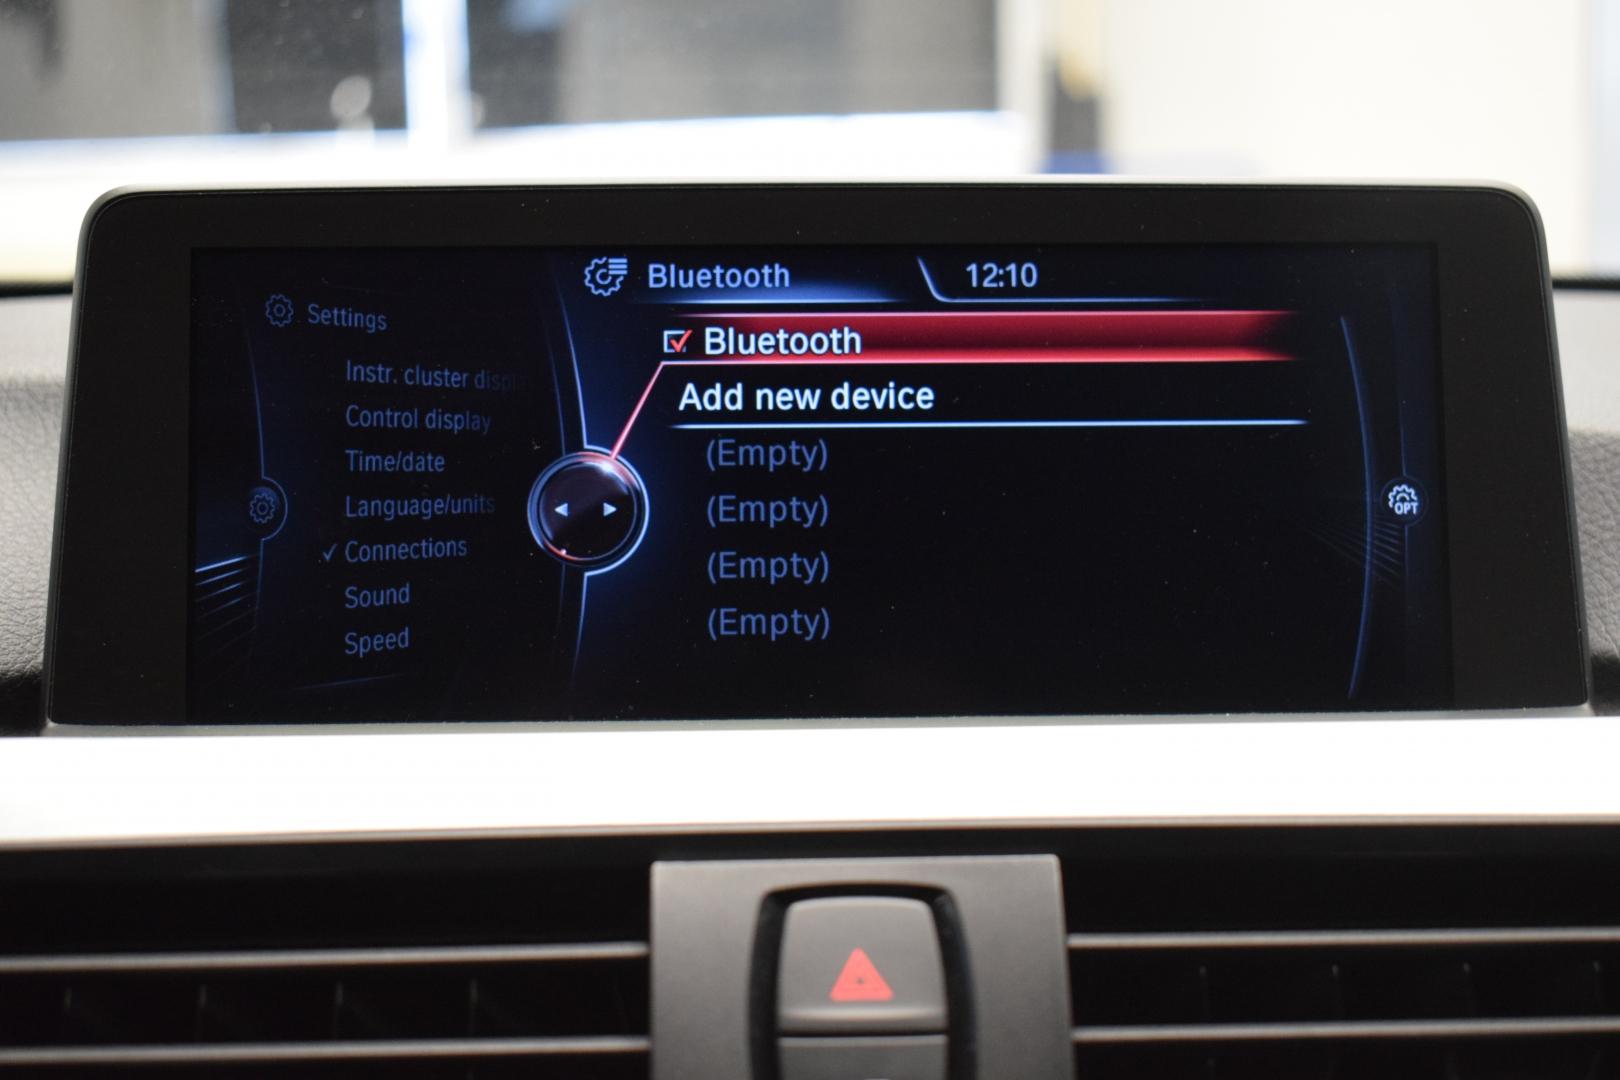 Settings
Instr. cluster
Control display
Time/date
Language/units
✓ Connections
Sound
Speed
Bluetooth
12:10
Bluetooth
Add new device
(Empty)
(Empty)
(Empty)
(Empty)
OPT